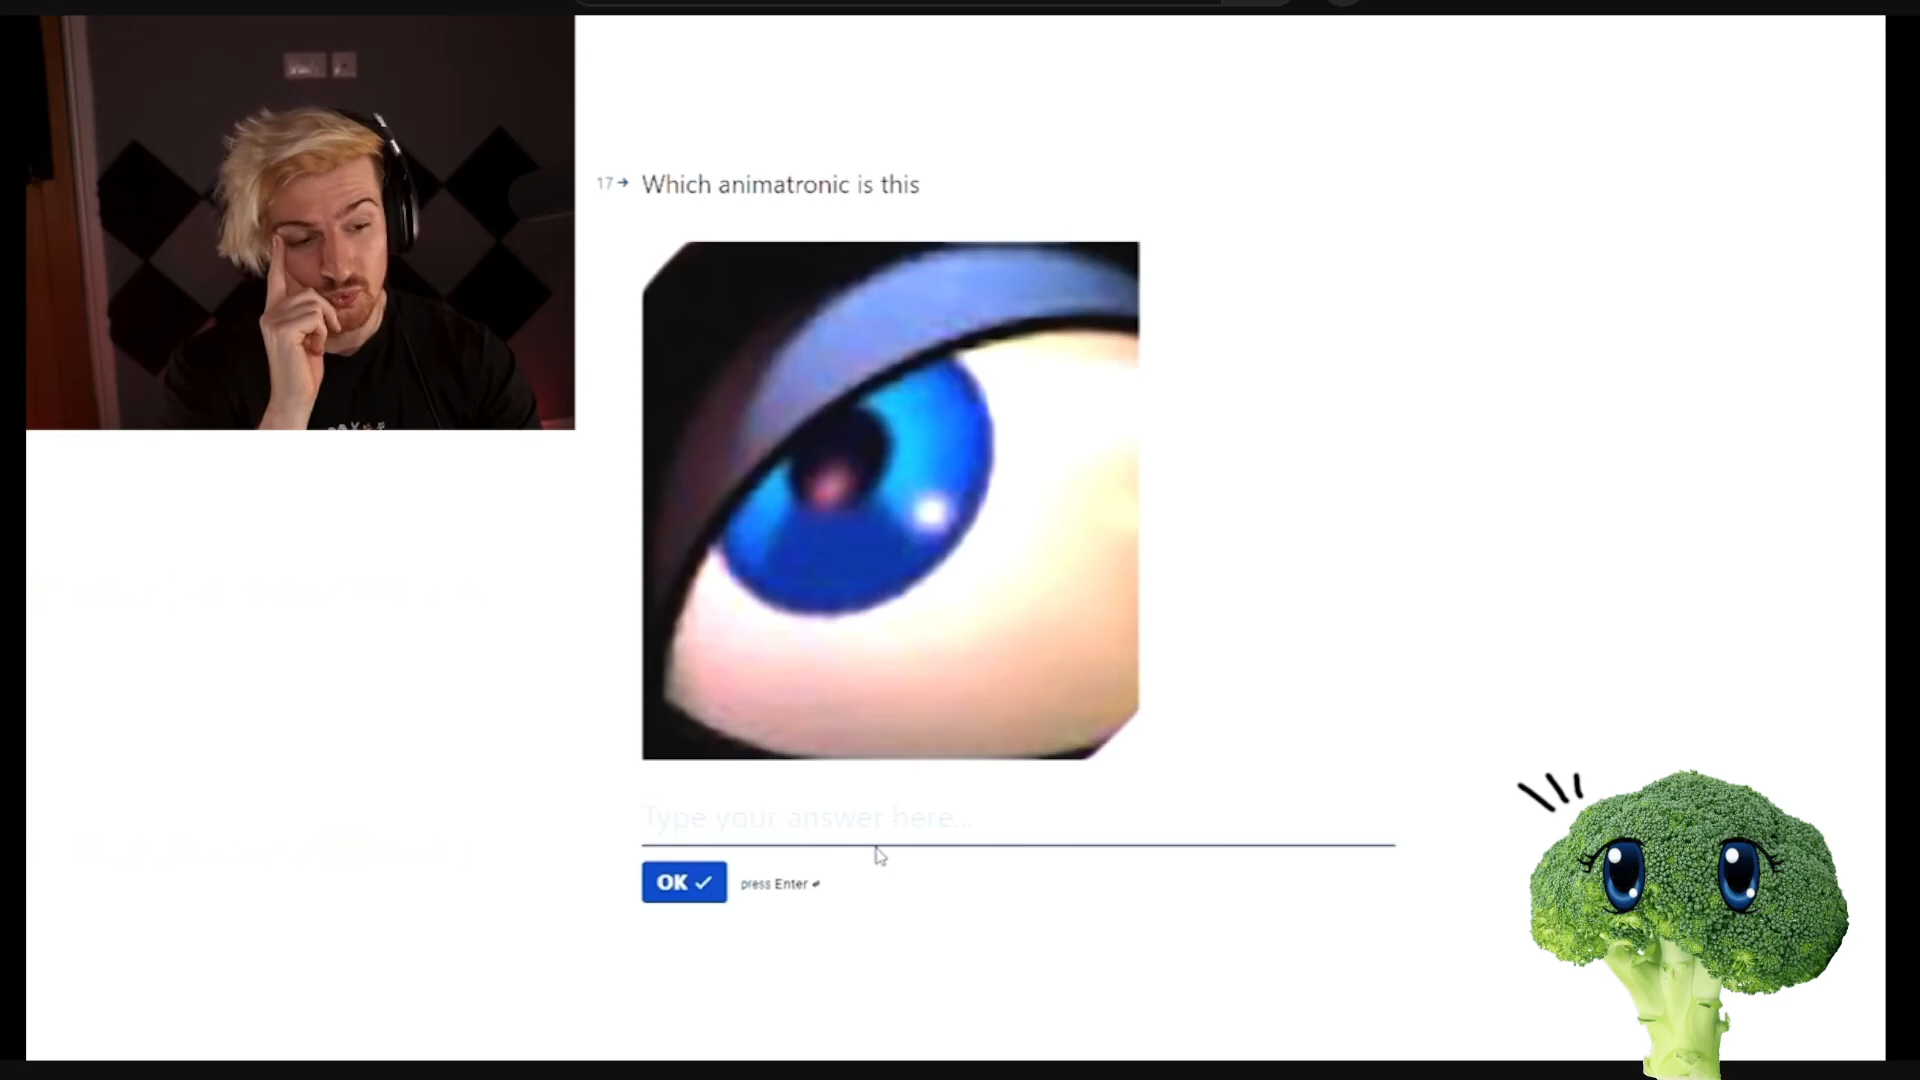 17→ Which animatronic is this
Type your answer here...
OK ✓ press Enter ↵